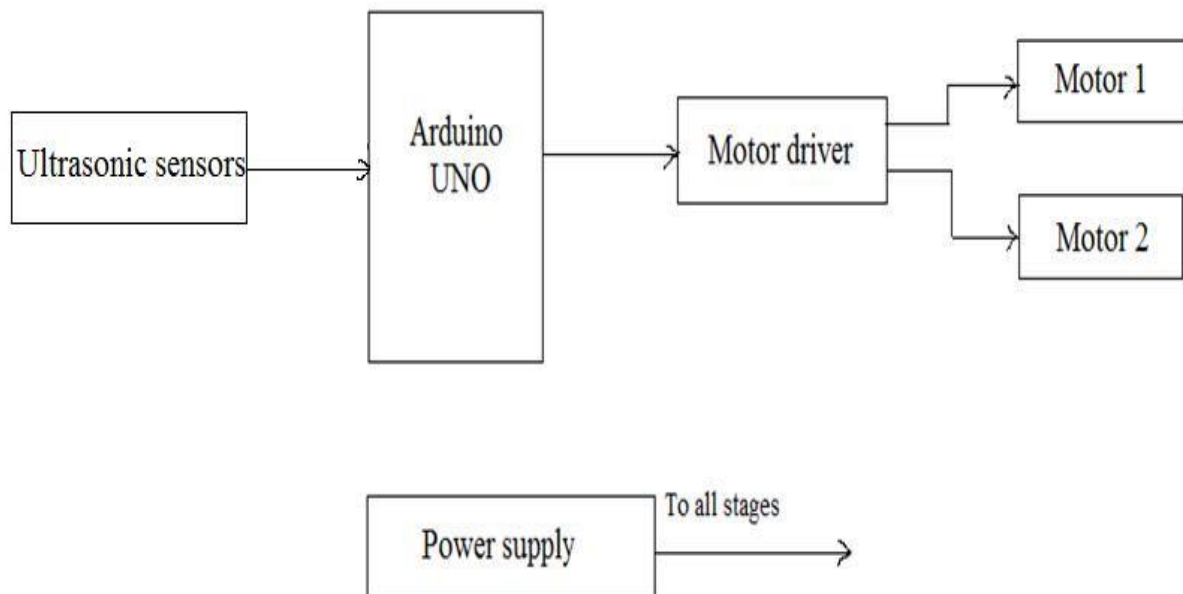 Ultrasonic sensors
Arduino
UNO
Motor driver
Motor 1
Motor 2
Power supply
To all stages